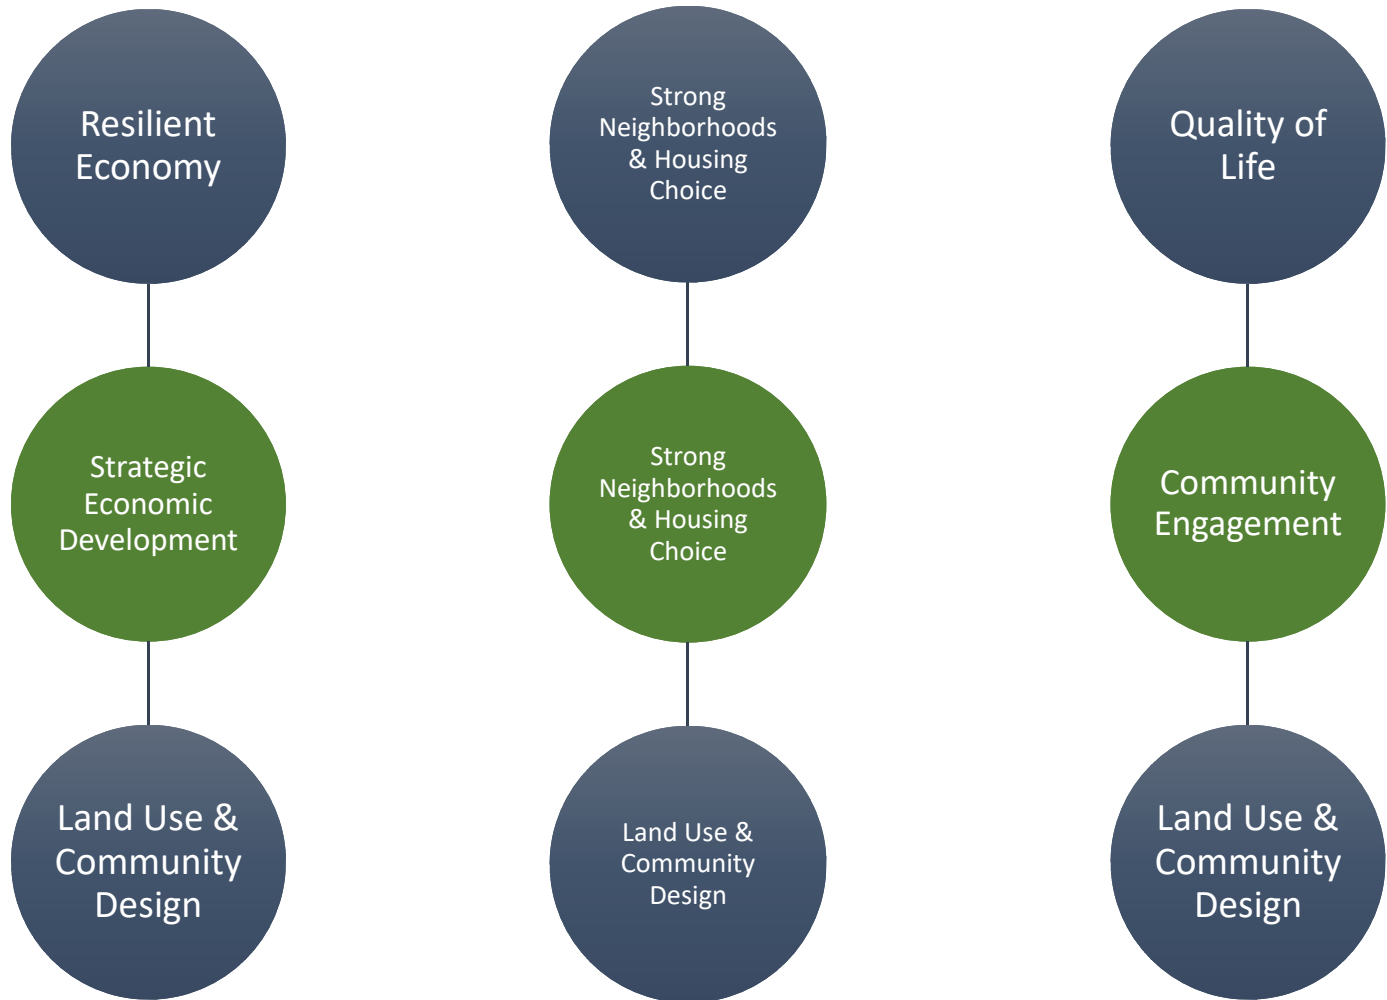 Resilient
Economy
Strong
Neighborhoods
& Housing
Choice
Quality of
Life
Strategic
Economic
Development
Strong
Neighborhoods
& Housing
Choice
Community
Engagement
Land Use &
Community
Design
Land Use &
Community
Design
Land Use &
Community
Design